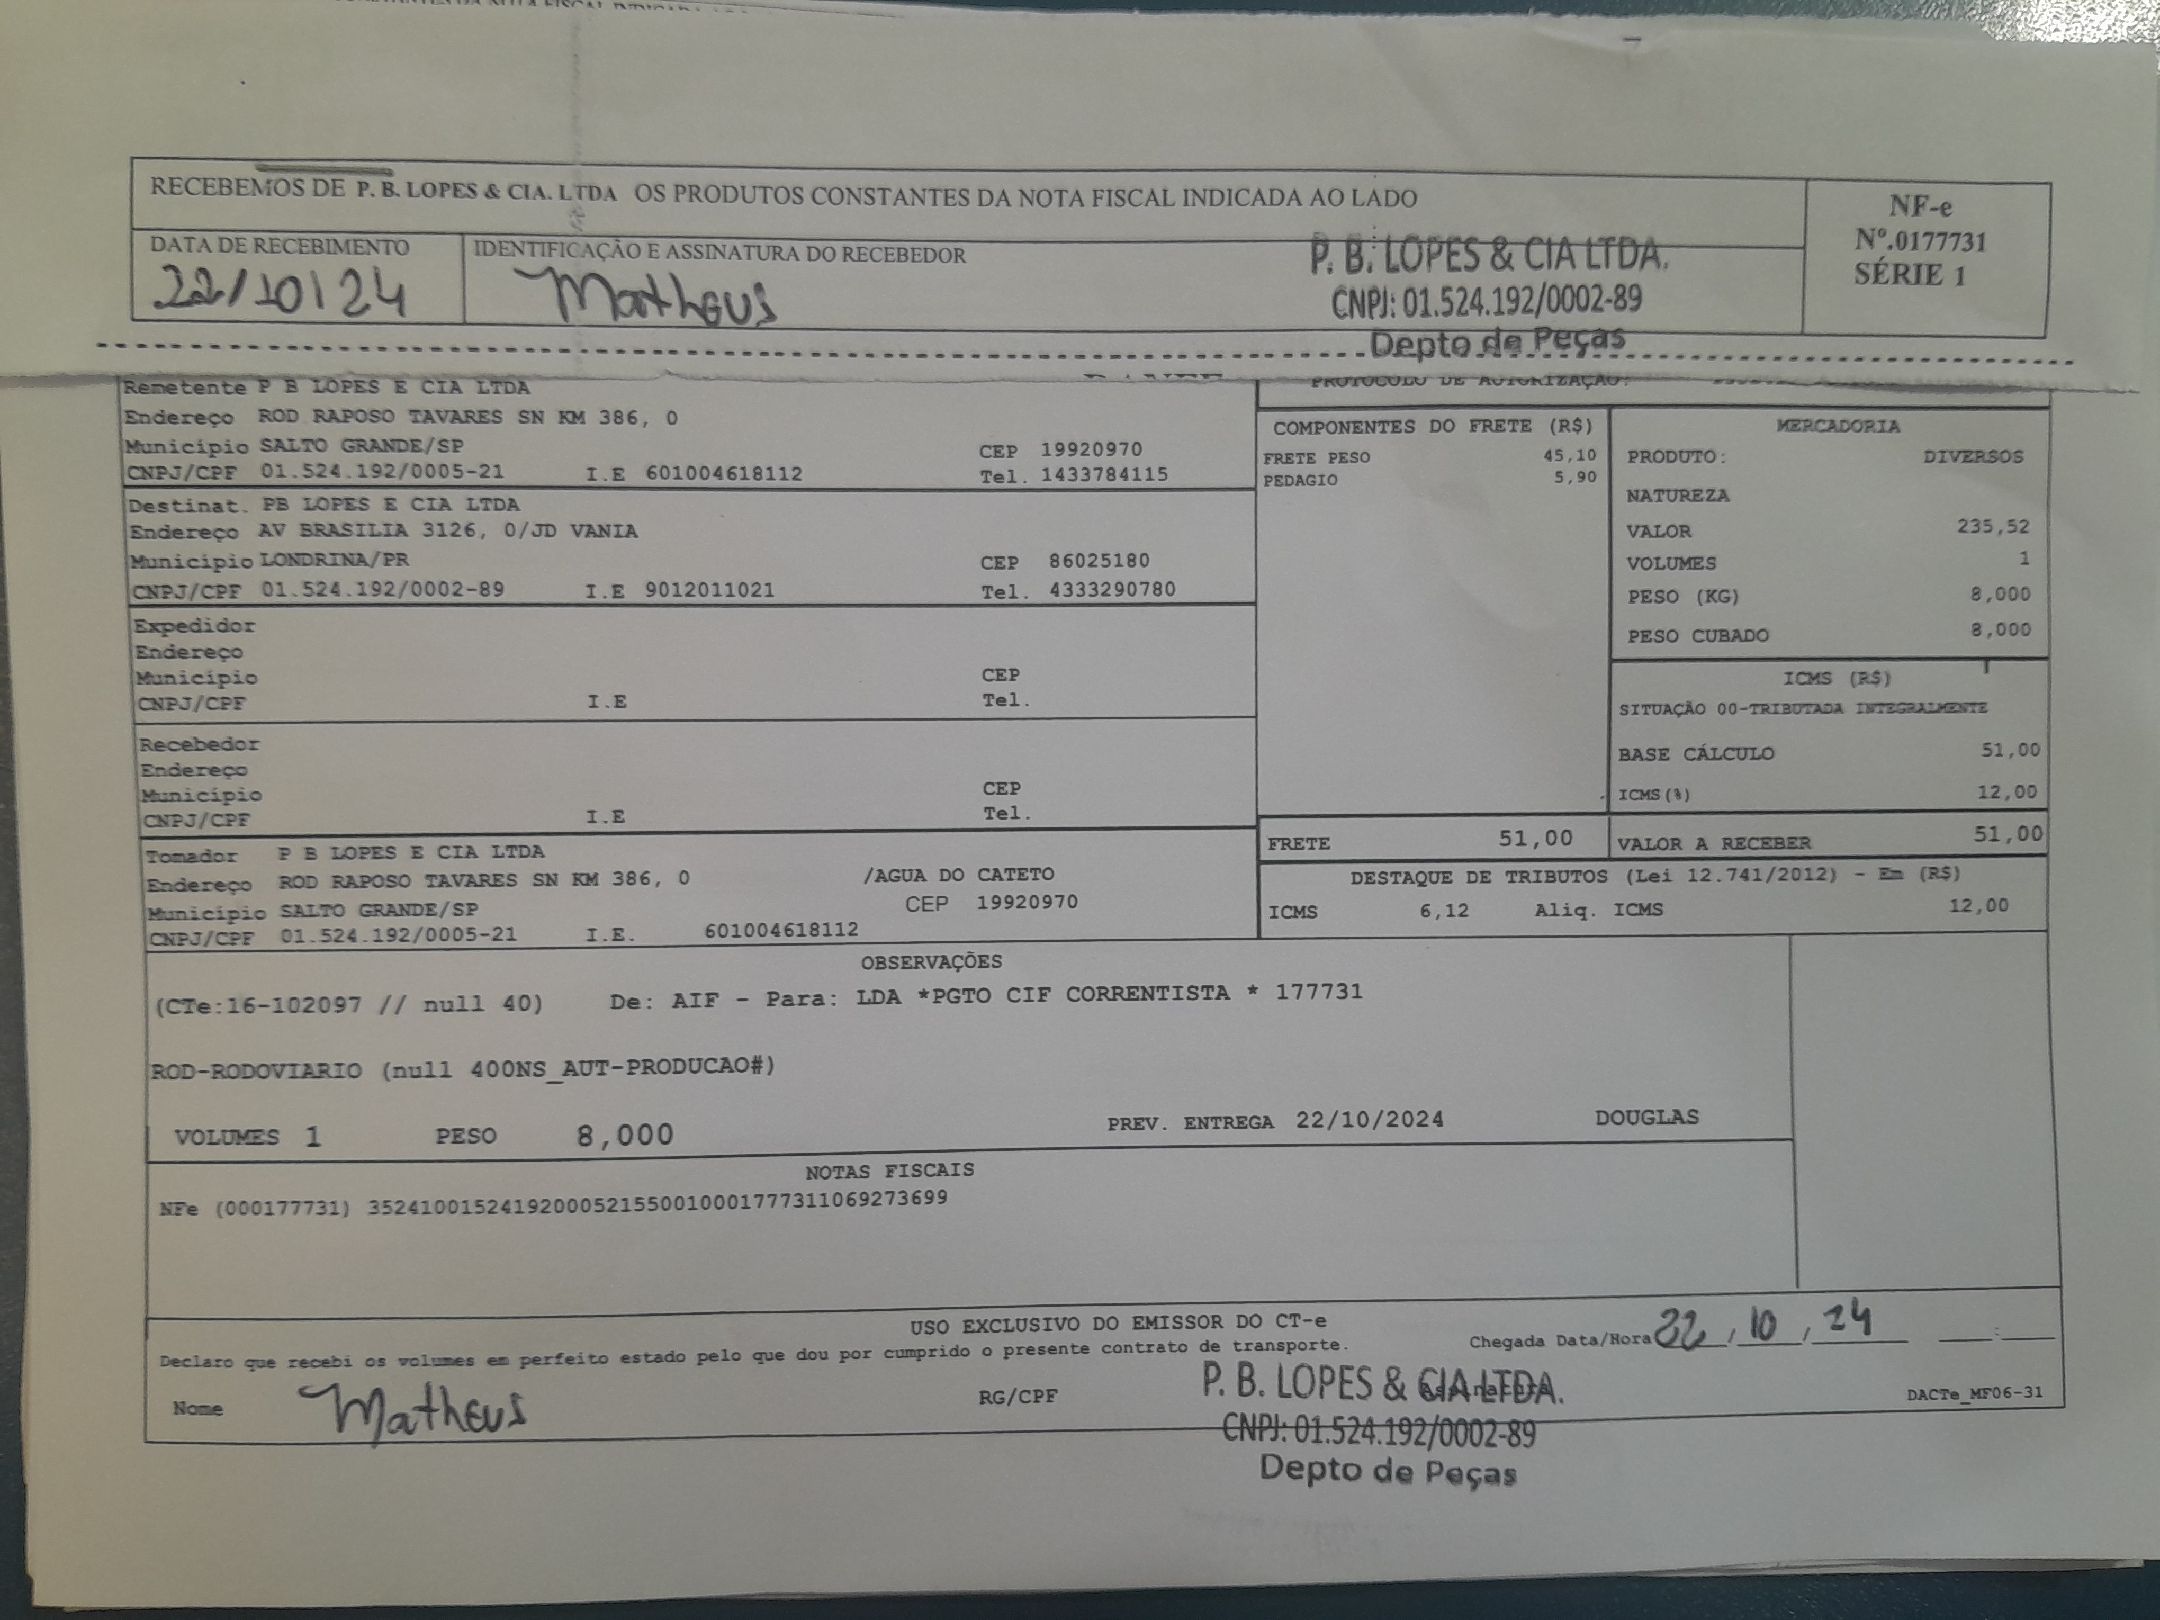 RECEBEMOS DE P. B. LOPES & CIA. LTDA OS PRODUTOS CONSTANTES DA NOTA FISCAL INDICADA AO LADO
NF-e
Nº.0177731
SÉRIE 1
DATA DE RECEBIMENTO
22/10/24
IDENTIFICAÇÃO E ASSINATURA DO RECEBEDOR
Matheus
P. B. LOPES & CIA LTDA.
CNPJ: 01.524.192/0002-89
Depto de Peças
Remetente P B LOPES E CIA LTDA
Endereço ROD RAPOSO TAVARES SN KM 386, 0
Município SALTO GRANDE/SP CEP 19920970
CNPJ/CPF 01.524.192/0005-21 I.E 601004618112 Tel. 1433784115
Destinat. PB LOPES E CIA LTDA
Endereço AV BRASILIA 3126, 0/JD VANIA
Município LONDRINA/PR CEP 86025180
CNPJ/CPF 01.524.192/0002-89 I.E 9012011021 Tel. 4333290780
Expedidor
Endereço
Município CEP
CNPJ/CPF I.E Tel.
Recebedor
Endereço
Município CEP
CNPJ/CPF I.E Tel.
Tomador P B LOPES E CIA LTDA
Endereço ROD RAPOSO TAVARES SN KM 386, 0 /AGUA DO CATETO
Município SALTO GRANDE/SP CEP 19920970
CNPJ/CPF 01.524.192/0005-21 I.E. 601004618112
PROTOCOLO DE AUTORIZAÇÃO:
COMPONENTES DO FRETE (R$)
FRETE PESO 45,10
PEDAGIO 5,90
MERCADORIA
PRODUTO: DIVERSOS
NATUREZA
VALOR 235,52
VOLUMES 1
PESO (KG) 8,000
PESO CUBADO 8,000
ICMS (R$)
SITUAÇÃO 00-TRIBUTADA INTEGRALMENTE
BASE CÁLCULO 51,00
ICMS(%) 12,00
FRETE 51,00
VALOR A RECEBER 51,00
DESTAQUE DE TRIBUTOS (Lei 12.741/2012) - Em (R$)
ICMS 6,12 Aliq. ICMS 12,00
OBSERVAÇÕES
(CTe:16-102097 // null 40) De: AIF - Para: LDA *PGTO CIF CORRENTISTA * 177731
ROD-RODOVIARIO (null 400NS_AUT-PRODUCAO#)
VOLUMES 1 PESO 8,000 PREV. ENTREGA 22/10/2024 DOUGLAS
NOTAS FISCAIS
NFe (000177731) 35241001524192000521550010001777311069273699
USO EXCLUSIVO DO EMISSOR DO CT-e
Declaro que recebi os volumes em perfeito estado pelo que dou por cumprido o presente contrato de transporte.
Chegada Data/Hora 22/10/24 __:__
Nome Matheus RG/CPF
P. B. LOPES & CIA LTDA.
CNPJ: 01.524.192/0002-89
Depto de Peças
DACTe_MF06-31